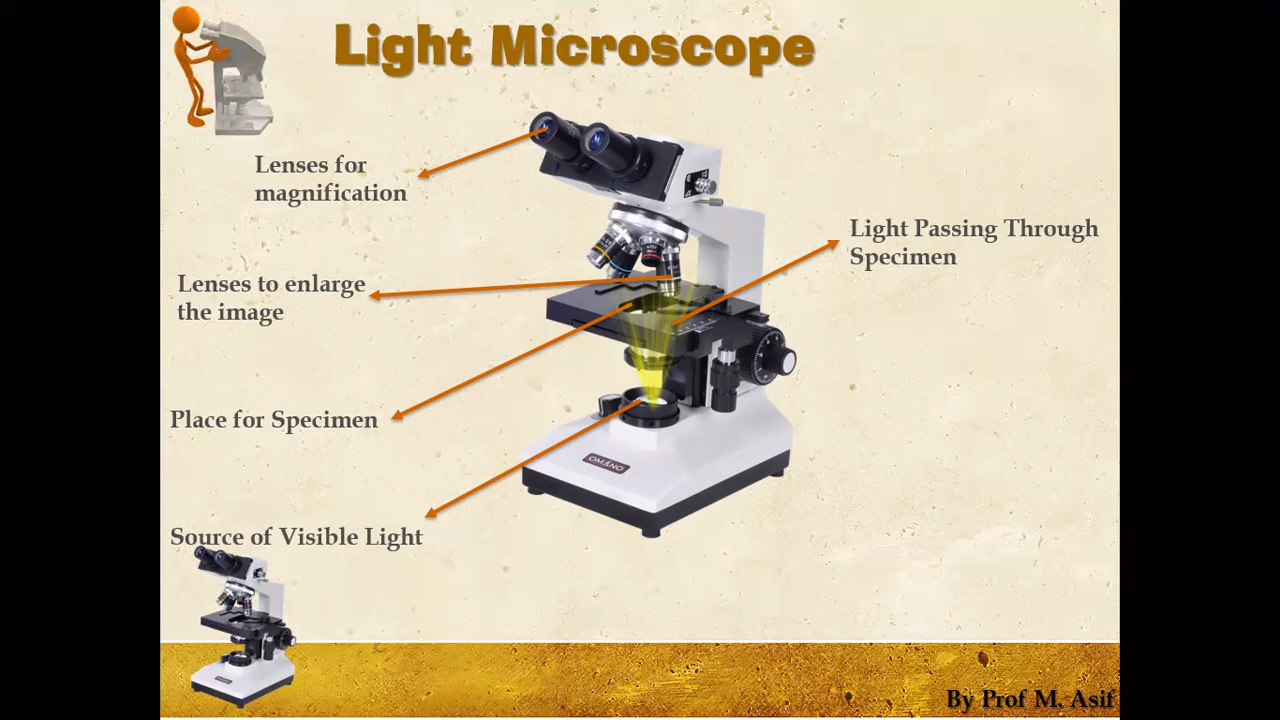 Light Microscope
Lenses for
magnification
Light Passing Through
Specimen
Lenses to enlarge
the image
Place for Specimen
OMANO
Source of Visible Light
By Prof M. Asif